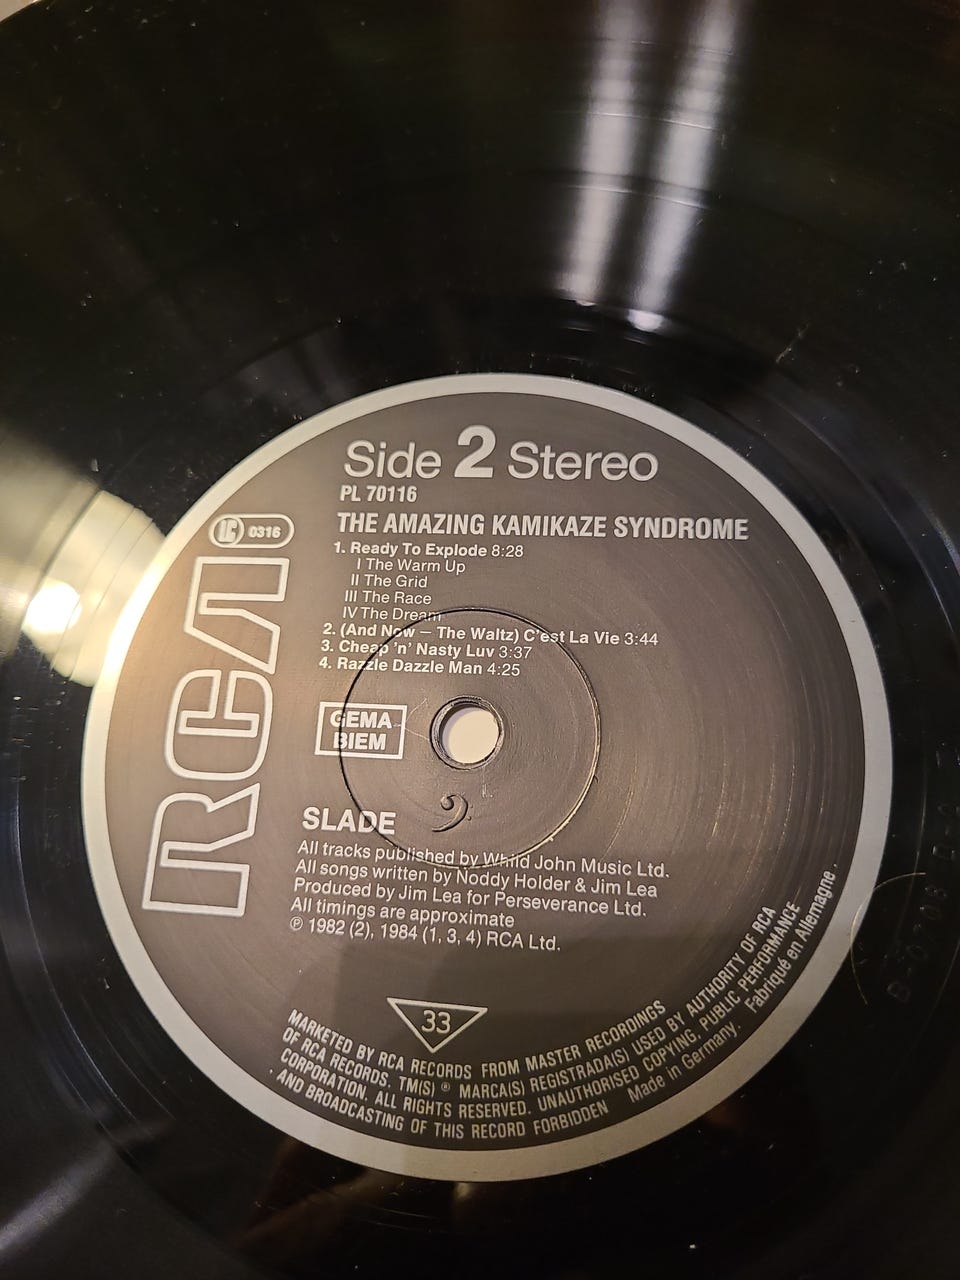 Side 2 Stereo
PL 70116
THE AMAZING KAMIKAZE SYNDROME
LC 0316
1. Ready To Explode 8:28
I The Warm Up
II The Grid
III The Race
IV The Dream
2. (And Now – The Waltz) C'est La Vie 3:44
3. Cheap 'n' Nasty Luv 3:37
4. Razzle Dazzle Man 4:25
RCA
GEMA
BIEM
SLADE
All tracks published by Whild John Music Ltd.
All songs written by Noddy Holder & Jim Lea
Produced by Jim Lea for Perseverance Ltd.
All timings are approximate
℗ 1982 (2), 1984 (1, 3, 4) RCA Ltd.
33
MARKETED BY RCA RECORDS FROM MASTER RECORDINGS
OF RCA RECORDS. TM(S) ® MARCA(S) REGISTRADA(S) USED BY AUTHORITY OF RCA
CORPORATION. ALL RIGHTS RESERVED. UNAUTHORISED COPYING, PUBLIC PERFORMANCE
AND BROADCASTING OF THIS RECORD FORBIDDEN Made in Germany. Fabriqué en Allemagne.